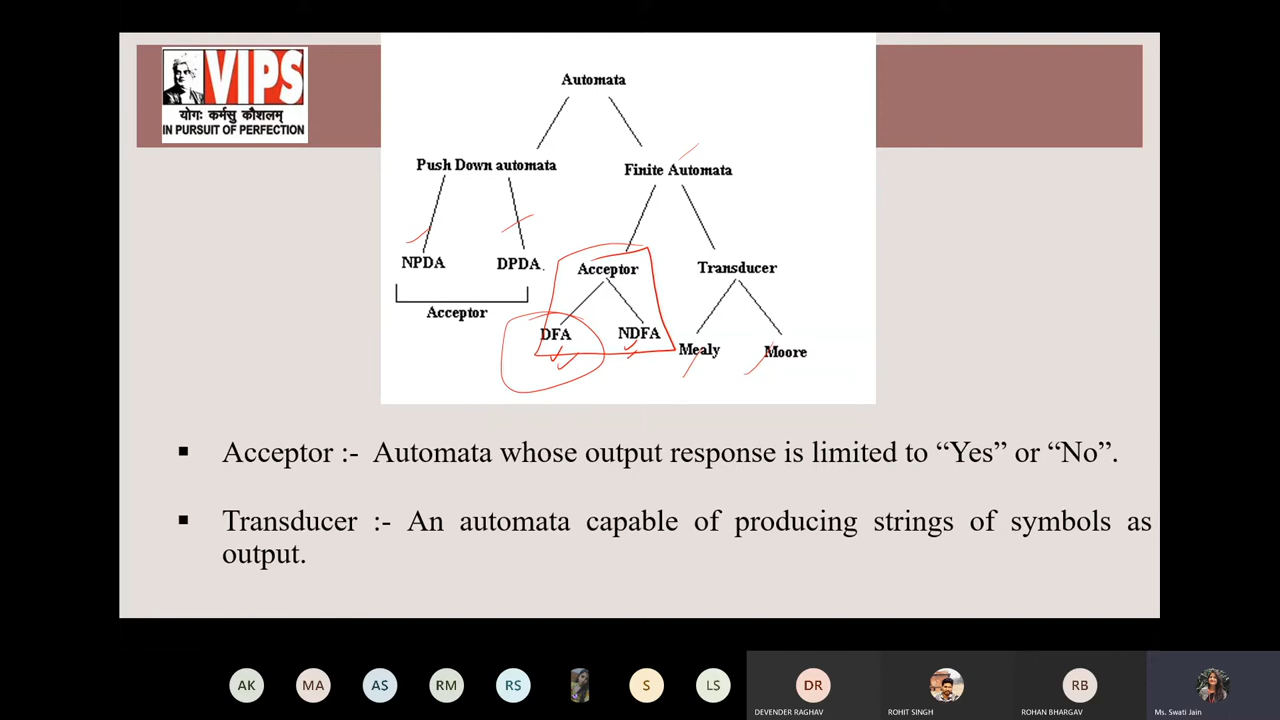 VIPS
योगः कर्मसु कौशलम्
IN PURSUIT OF PERFECTION
Automata
Push Down automata
Finite Automata
NPDA
DPDA
Acceptor
Transducer
Acceptor
DFA
NDFA
Mealy
Moore
▪ Acceptor :- Automata whose output response is limited to “Yes” or “No”.
▪ Transducer :- An automata capable of producing strings of symbols as
output.
AK
MA
AS
RM
RS
S
LS
DR
RB
DEVENDER RAGHAV
ROHIT SINGH
ROHAN BHARGAV
Ms. Swati Jain